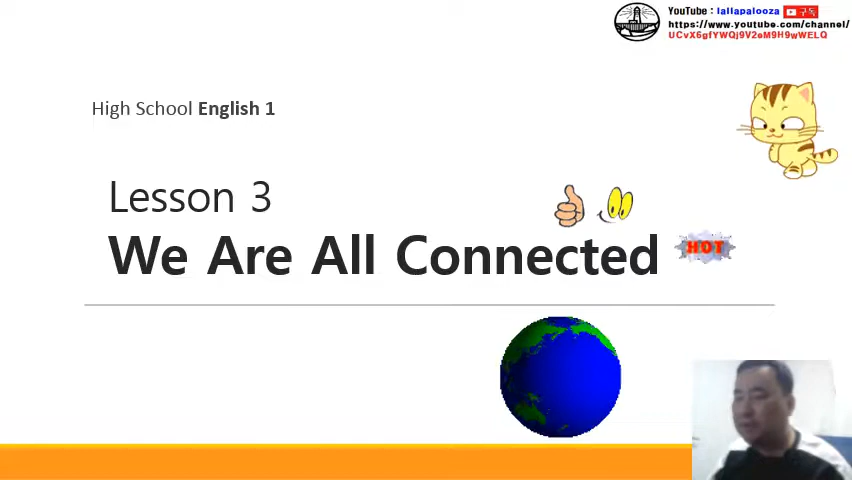 YouTube : lallapalooza 구독
https://www.youtube.com/channel/
UCvX6gfYWQj9V2eM9H9wWELQ
High School English 1
Lesson 3
We Are All Connected
HOT